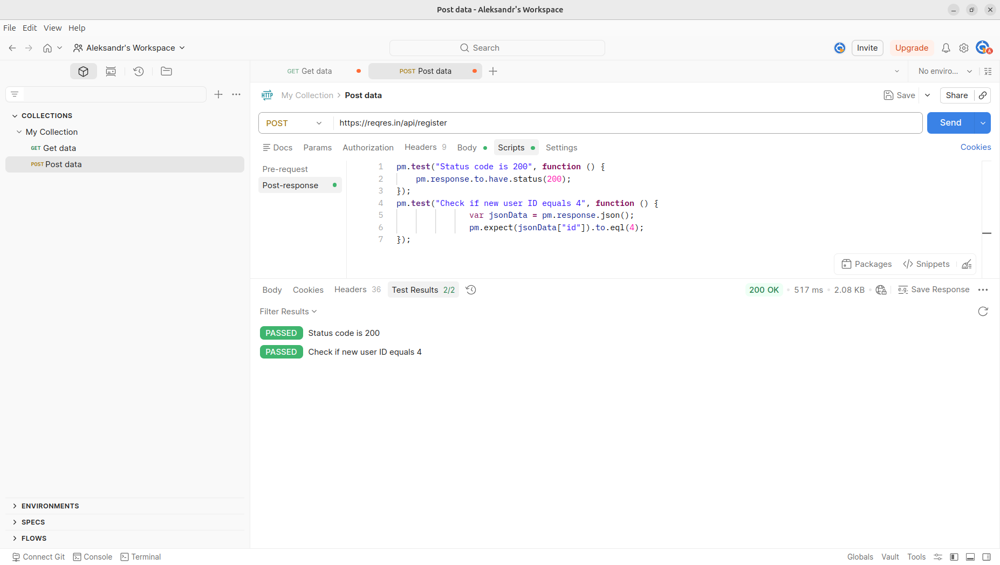 Post data - Aleksandr's Workspace
File Edit View Help
Aleksandr's Workspace
Search
Invite
Upgrade
A
GET Get data
POST Post data
No enviro...
HTTP
My Collection > Post data
Save
Share
COLLECTIONS
My Collection
GET Get data
POST Post data
POST
https://reqres.in/api/register
Send
Docs Params Authorization Headers 9 Body Scripts Settings
Cookies
Pre-request
Post-response
1 pm.test("Status code is 200", function () {
2 pm.response.to.have.status(200);
3 });
4 pm.test("Check if new user ID equals 4", function () {
5 var jsonData = pm.response.json();
6 pm.expect(jsonData["id"]).to.eql(4);
7 });
Packages
</> Snippets
Body Cookies Headers 36 Test Results 2/2
200 OK • 517 ms • 2.08 KB •
e.g. Save Response
Filter Results
PASSED Status code is 200
PASSED Check if new user ID equals 4
ENVIRONMENTS
SPECS
FLOWS
Connect Git Console Terminal
Globals Vault Tools